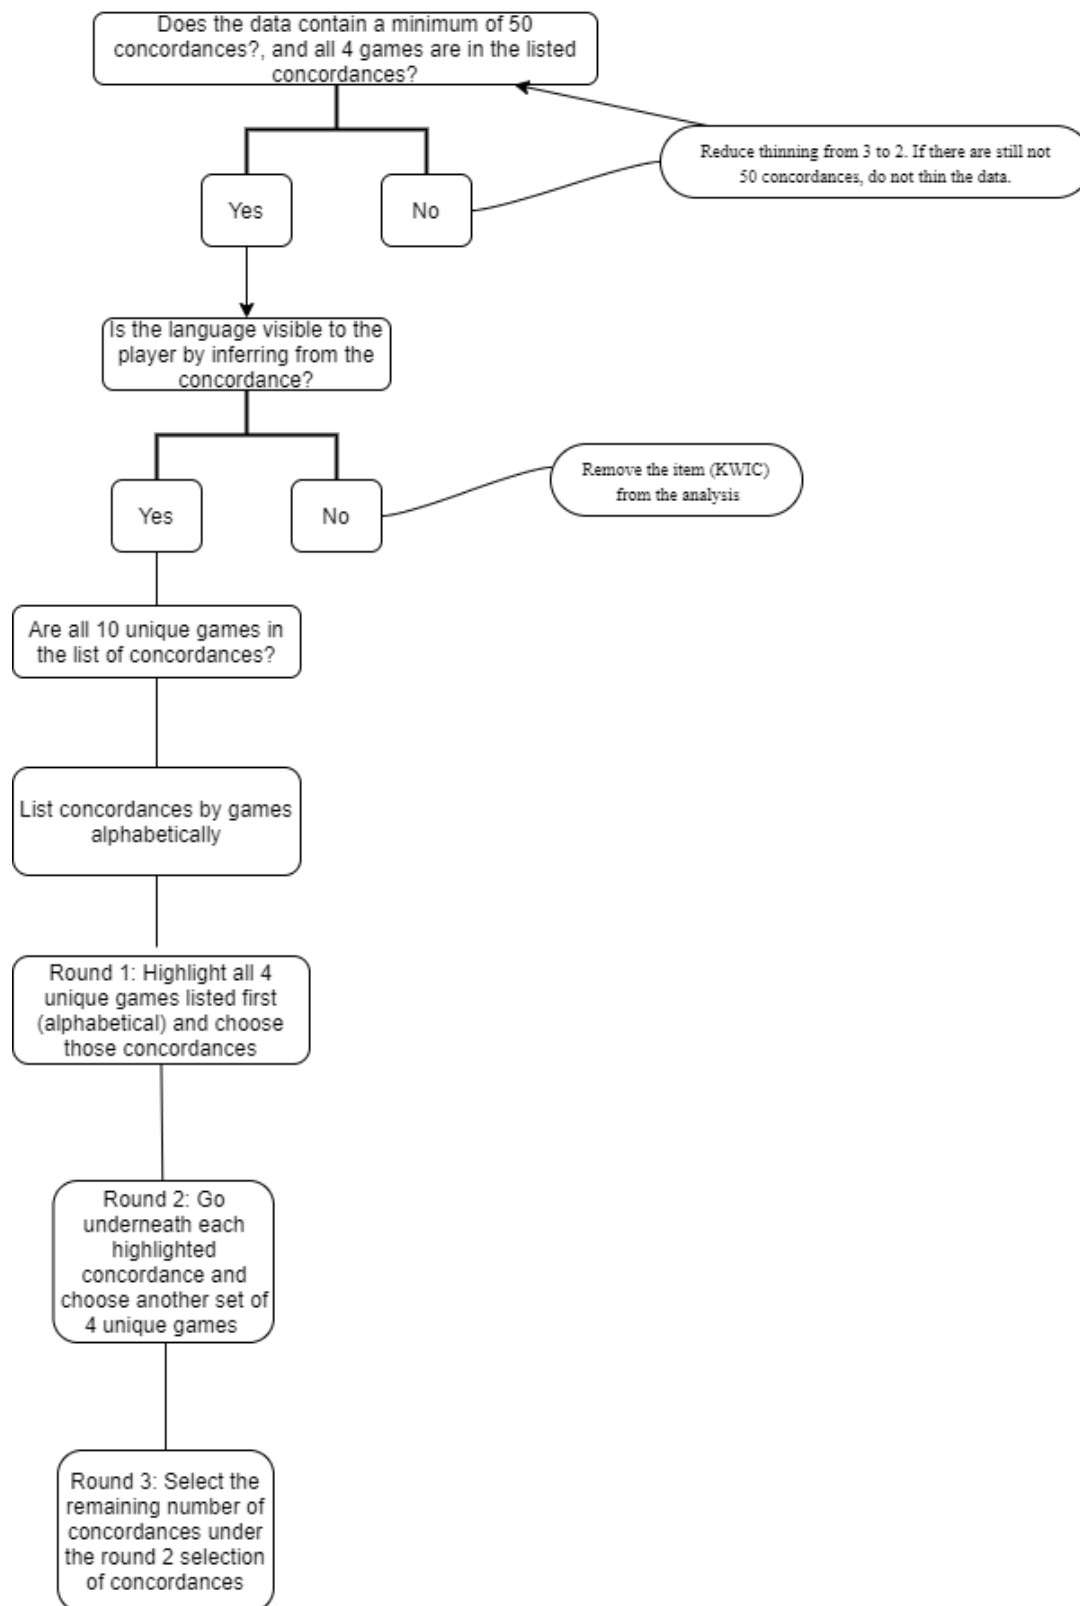 Does the data contain a minimum of 50
concordances?, and all 4 games are in the listed
concordances?
Reduce thinning from 3 to 2. If there are still not
50 concordances, do not thin the data.
Yes
No
Is the language visible to the
player by inferring from the
concordance?
Remove the item (KWIC)
from the analysis
Yes
No
Are all 10 unique games in
the list of concordances?
List concordances by games
alphabetically
Round 1: Highlight all 4
unique games listed first
(alphabetical) and choose
those concordances
Round 2: Go
underneath each
highlighted
concordance and
choose another set of
4 unique games
Round 3: Select the
remaining number of
concordances under
the round 2 selection
of concordances